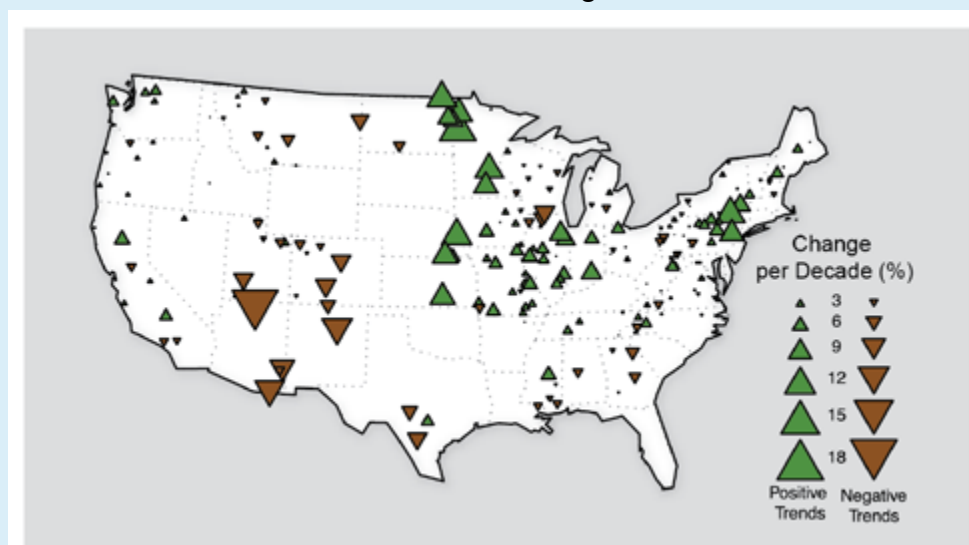 Change
per Decade (%)
3
6
9
12
15
18
Positive Negative
Trends Trends